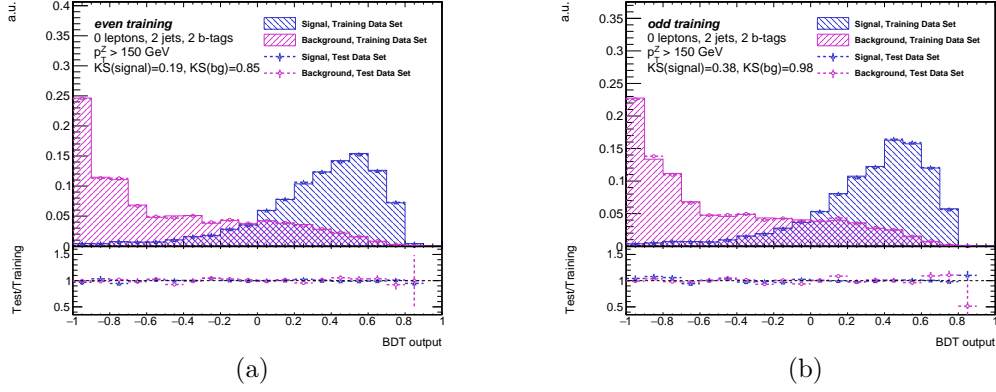 a.u.
even training
0 leptons, 2 jets, 2 b-tags
p_T^Z > 150 GeV
KS(signal)=0.19, KS(bg)=0.85
Signal, Training Data Set
Background, Training Data Set
Signal, Test Data Set
Background, Test Data Set
0.4
0.35
0.3
0.25
0.2
0.15
0.1
0.05
0
Test/Training
1.5
1
0.5
−1 −0.8 −0.6 −0.4 −0.2 0 0.2 0.4 0.6 0.8 1
BDT output
(a)
a.u.
odd training
0 leptons, 2 jets, 2 b-tags
p_T^Z > 150 GeV
KS(signal)=0.38, KS(bg)=0.98
Signal, Training Data Set
Background, Training Data Set
Signal, Test Data Set
Background, Test Data Set
0.35
0.3
0.25
0.2
0.15
0.1
0.05
0
Test/Training
1.5
1
0.5
−1 −0.8 −0.6 −0.4 −0.2 0 0.2 0.4 0.6 0.8 1
BDT output
(b)